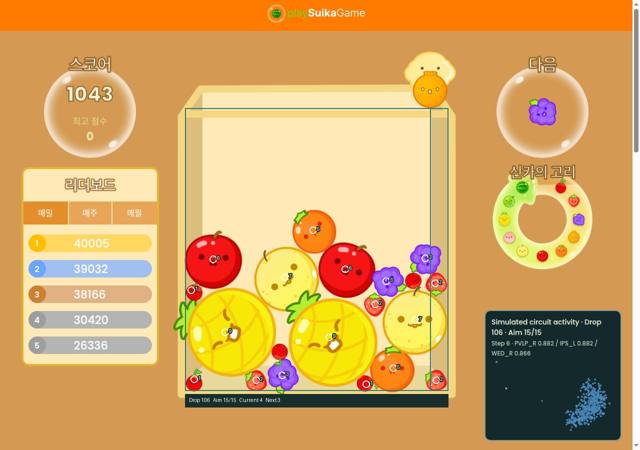 playSuikaGame
스코어
1043
최고 점수
0
리더보드
매일
매주
매월
1 40005
2 39032
3 38166
4 30420
5 26336
다음
신카의 고리
Simulated circuit activity · Drop
106 · Aim 15/15
Step 6 · PVLP_R 0.882 / IPS_L 0.882 /
WED_R 0.866
Drop 106 Aim 15/15 Current 4 Next 3